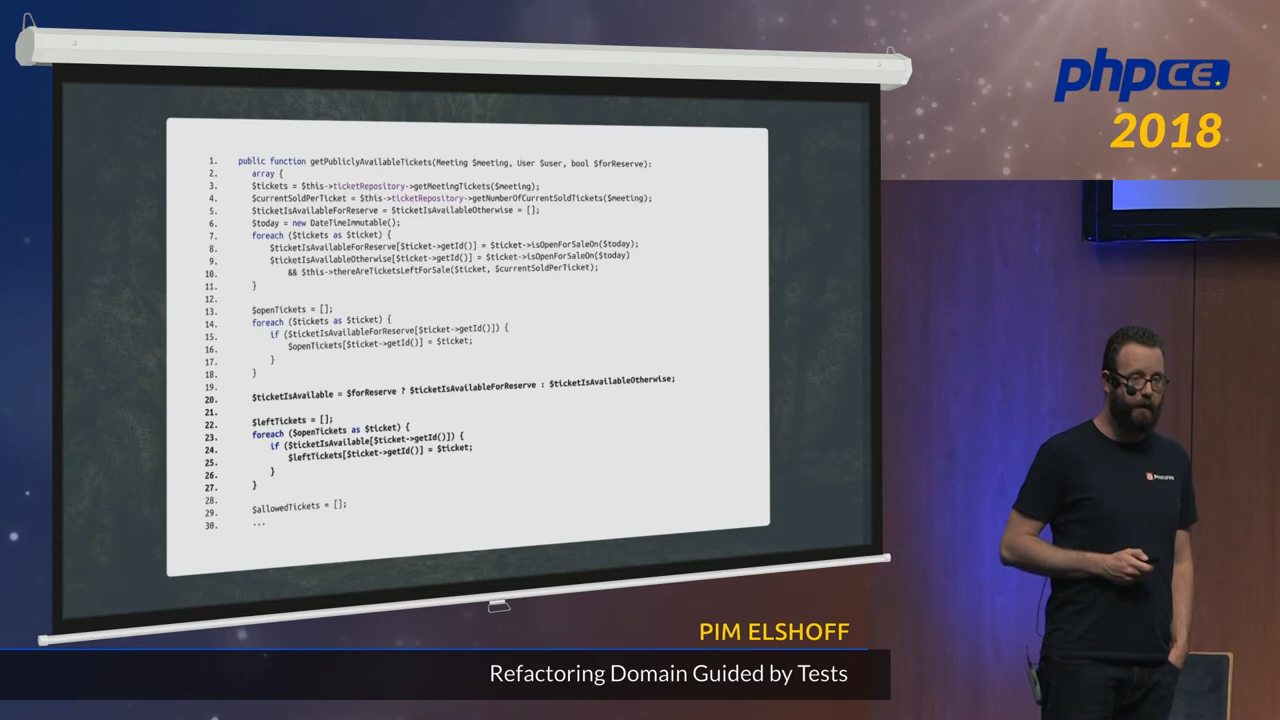 phpCE
2018
1. public function getPubliclyAvailableTickets(Meeting $meeting, User $user, bool $forReserve):
2. array {
3. $tickets = $this->ticketRepository->getMeetingTickets($meeting);
4. $currentSoldPerTicket = $this->ticketRepository->getNumberOfCurrentSoldTickets($meeting);
5. $ticketIsAvailableForReserve = $ticketIsAvailableOtherwise = [];
6. $today = new DateTimeImmutable();
7. foreach ($tickets as $ticket) {
8. $ticketIsAvailableForReserve[$ticket->getId()] = $ticket->isOpenForSaleOn($today);
9. $ticketIsAvailableOtherwise[$ticket->getId()] = $ticket->isOpenForSaleOn($today)
10. && $this->thereAreTicketsLeftForSale($ticket, $currentSoldPerTicket);
11. }
12.
13. $openTickets = [];
14. foreach ($tickets as $ticket) {
15. if ($ticketIsAvailableForReserve[$ticket->getId()]) {
16. $openTickets[$ticket->getId()] = $ticket;
17. }
18. }
19.
20. $ticketIsAvailable = $forReserve ? $ticketIsAvailableForReserve : $ticketIsAvailableOtherwise;
21.
22. $leftTickets = [];
23. foreach ($openTickets as $ticket) {
24. if ($ticketIsAvailable[$ticket->getId()]) {
25. $leftTickets[$ticket->getId()] = $ticket;
26. }
27. }
28.
29. $allowedTickets = [];
30. ...
Procurios
PIM ELSHOFF
Refactoring Domain Guided by Tests